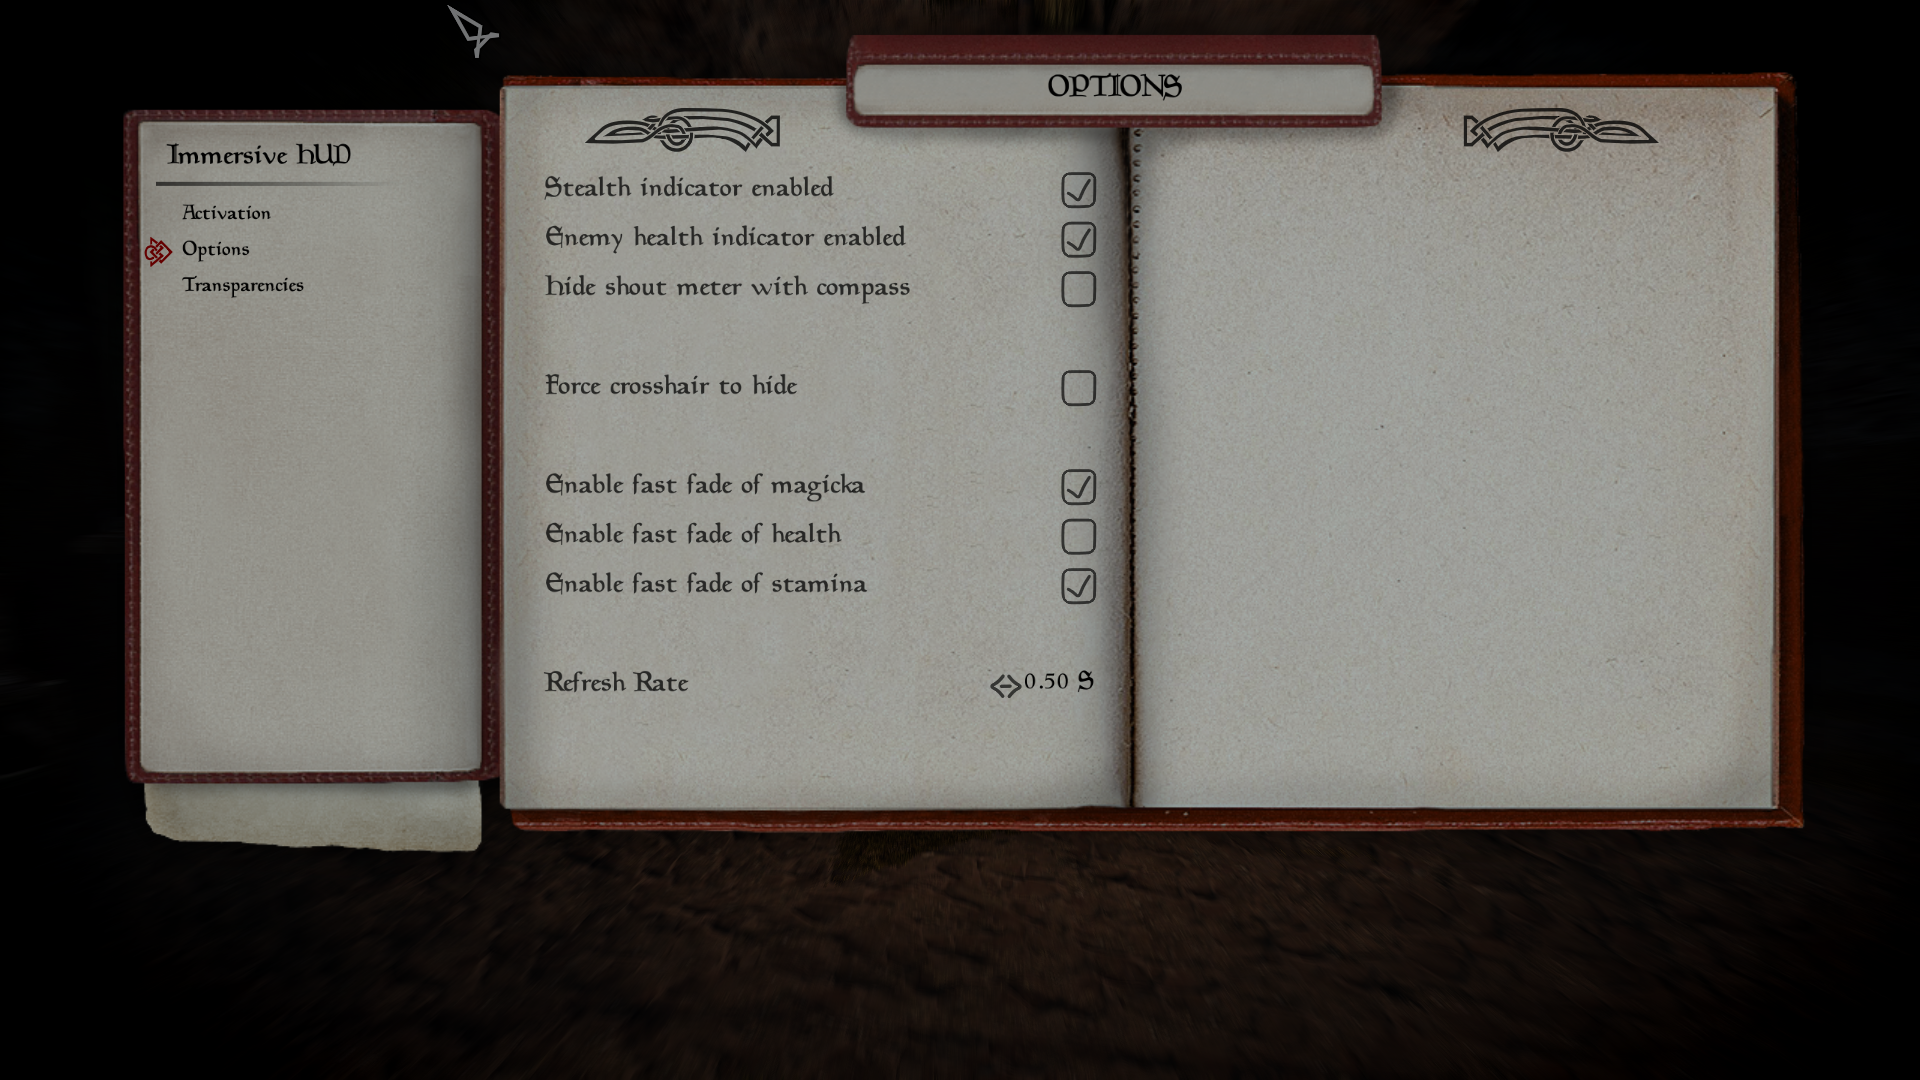 OPTIONS
Immersive HUD
Activation
Options
Transparencies
Stealth indicator enabled
Enemy health indicator enabled
Hide shout meter with compass
Force crosshair to hide
Enable fast fade of magicka
Enable fast fade of health
Enable fast fade of stamina
Refresh Rate 0.50 S